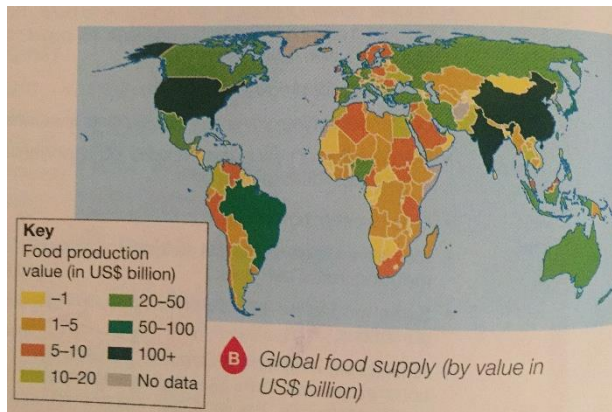 Key
Food production
value (in US$ billion)
–1
1–5
5–10
10–20
20–50
50–100
100+
No data
B
Global food supply (by value in
US$ billion)